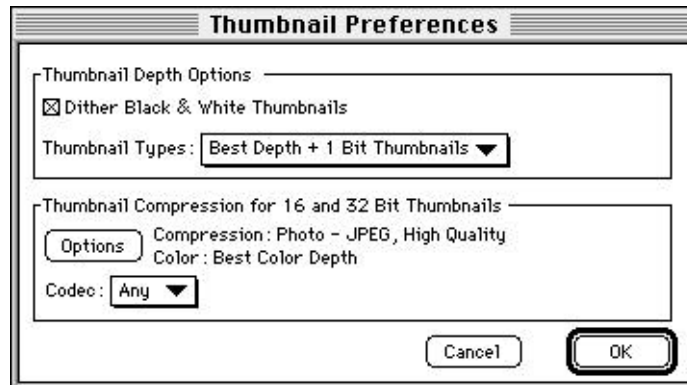 Thumbnail Preferences
Thumbnail Depth Options
Dither Black & White Thumbnails
Thumbnail Types: Best Depth + 1 Bit Thumbnails
Thumbnail Compression for 16 and 32 Bit Thumbnails
Options
Compression: Photo - JPEG, High Quality
Color: Best Color Depth
Codec: Any
Cancel
OK